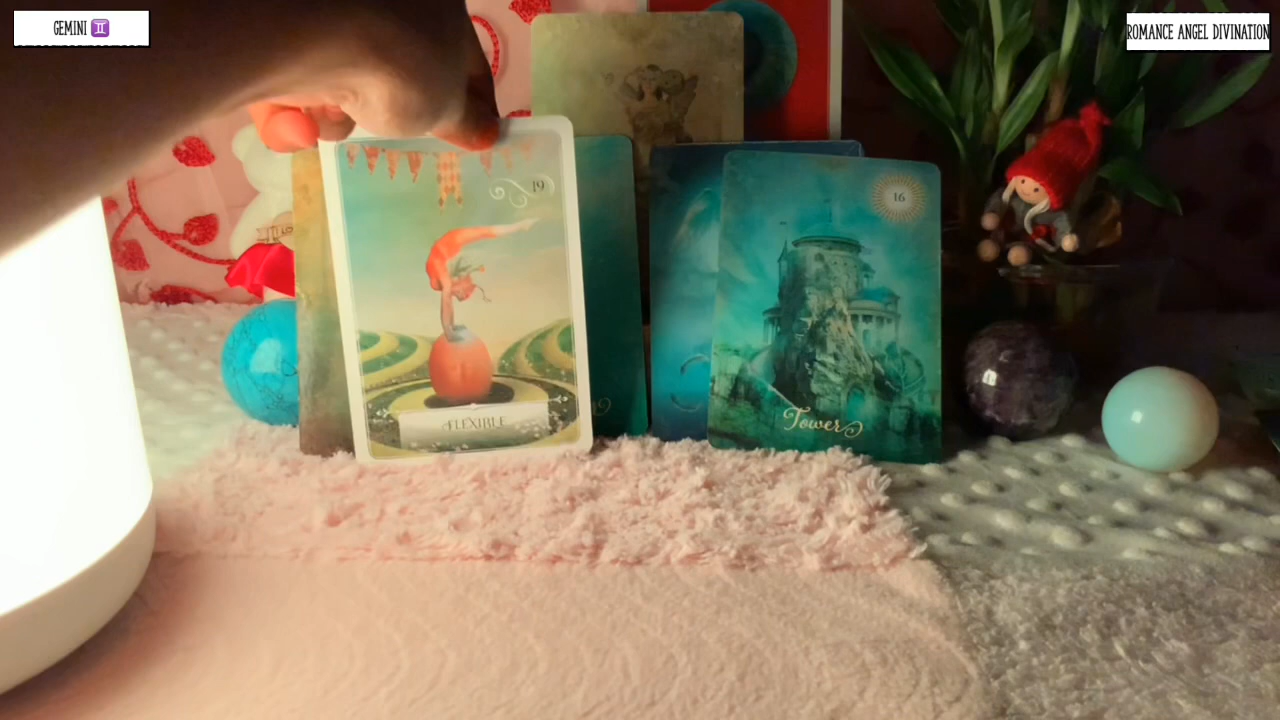 GEMINI ♊
ROMANCE ANGEL DIVINATION
19
FLEXIBLE
16
Tower